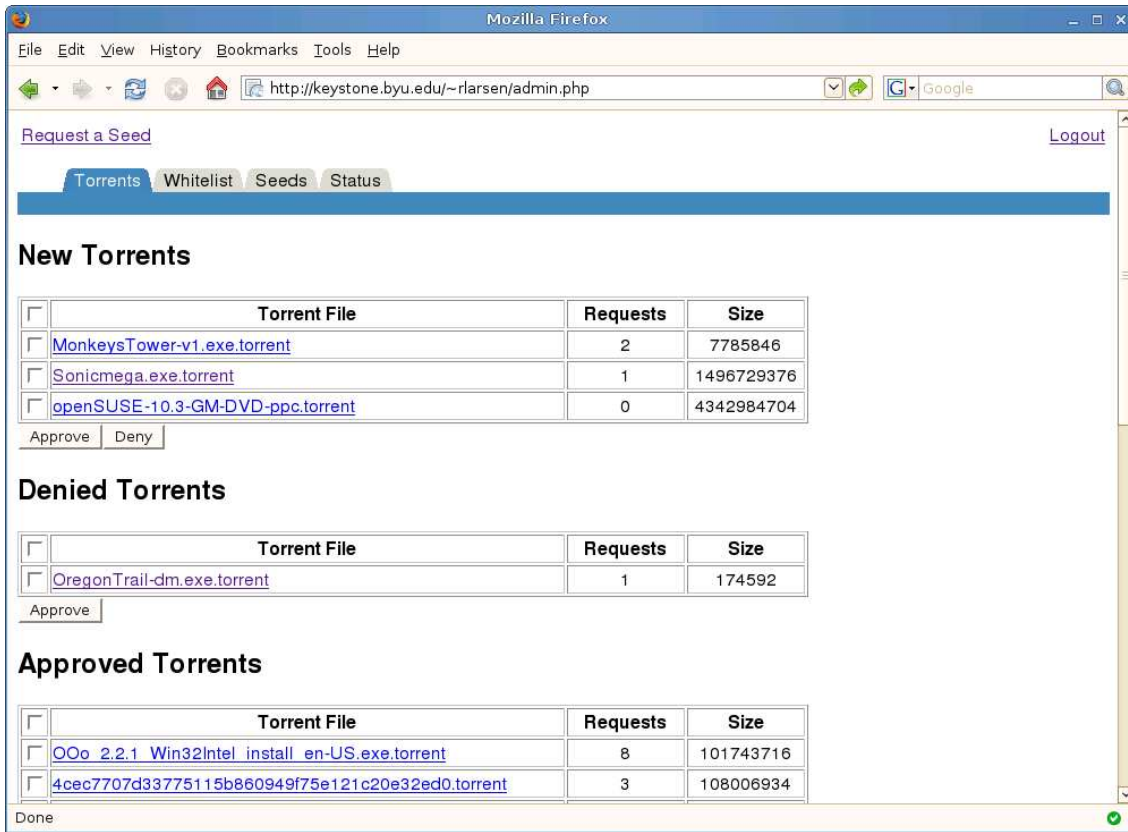 Mozilla Firefox
File Edit View History Bookmarks Tools Help
http://keystone.byu.edu/~rlarsen/admin.php G Google
Request a Seed Logout
Torrents Whitelist Seeds Status
New Torrents
Torrent File Requests Size
MonkeysTower-v1.exe.torrent 2 7785846
Sonicmega.exe.torrent 1 1496729376
openSUSE-10.3-GM-DVD-ppc.torrent 0 4342984704
Approve Deny
Denied Torrents
Torrent File Requests Size
OregonTrail-dm.exe.torrent 1 174592
Approve
Approved Torrents
Torrent File Requests Size
OOo_2.2.1_Win32Intel_install_en-US.exe.torrent 8 101743716
4cec7707d33775115b860949f75e121c20e32ed0.torrent 3 108006934
Done